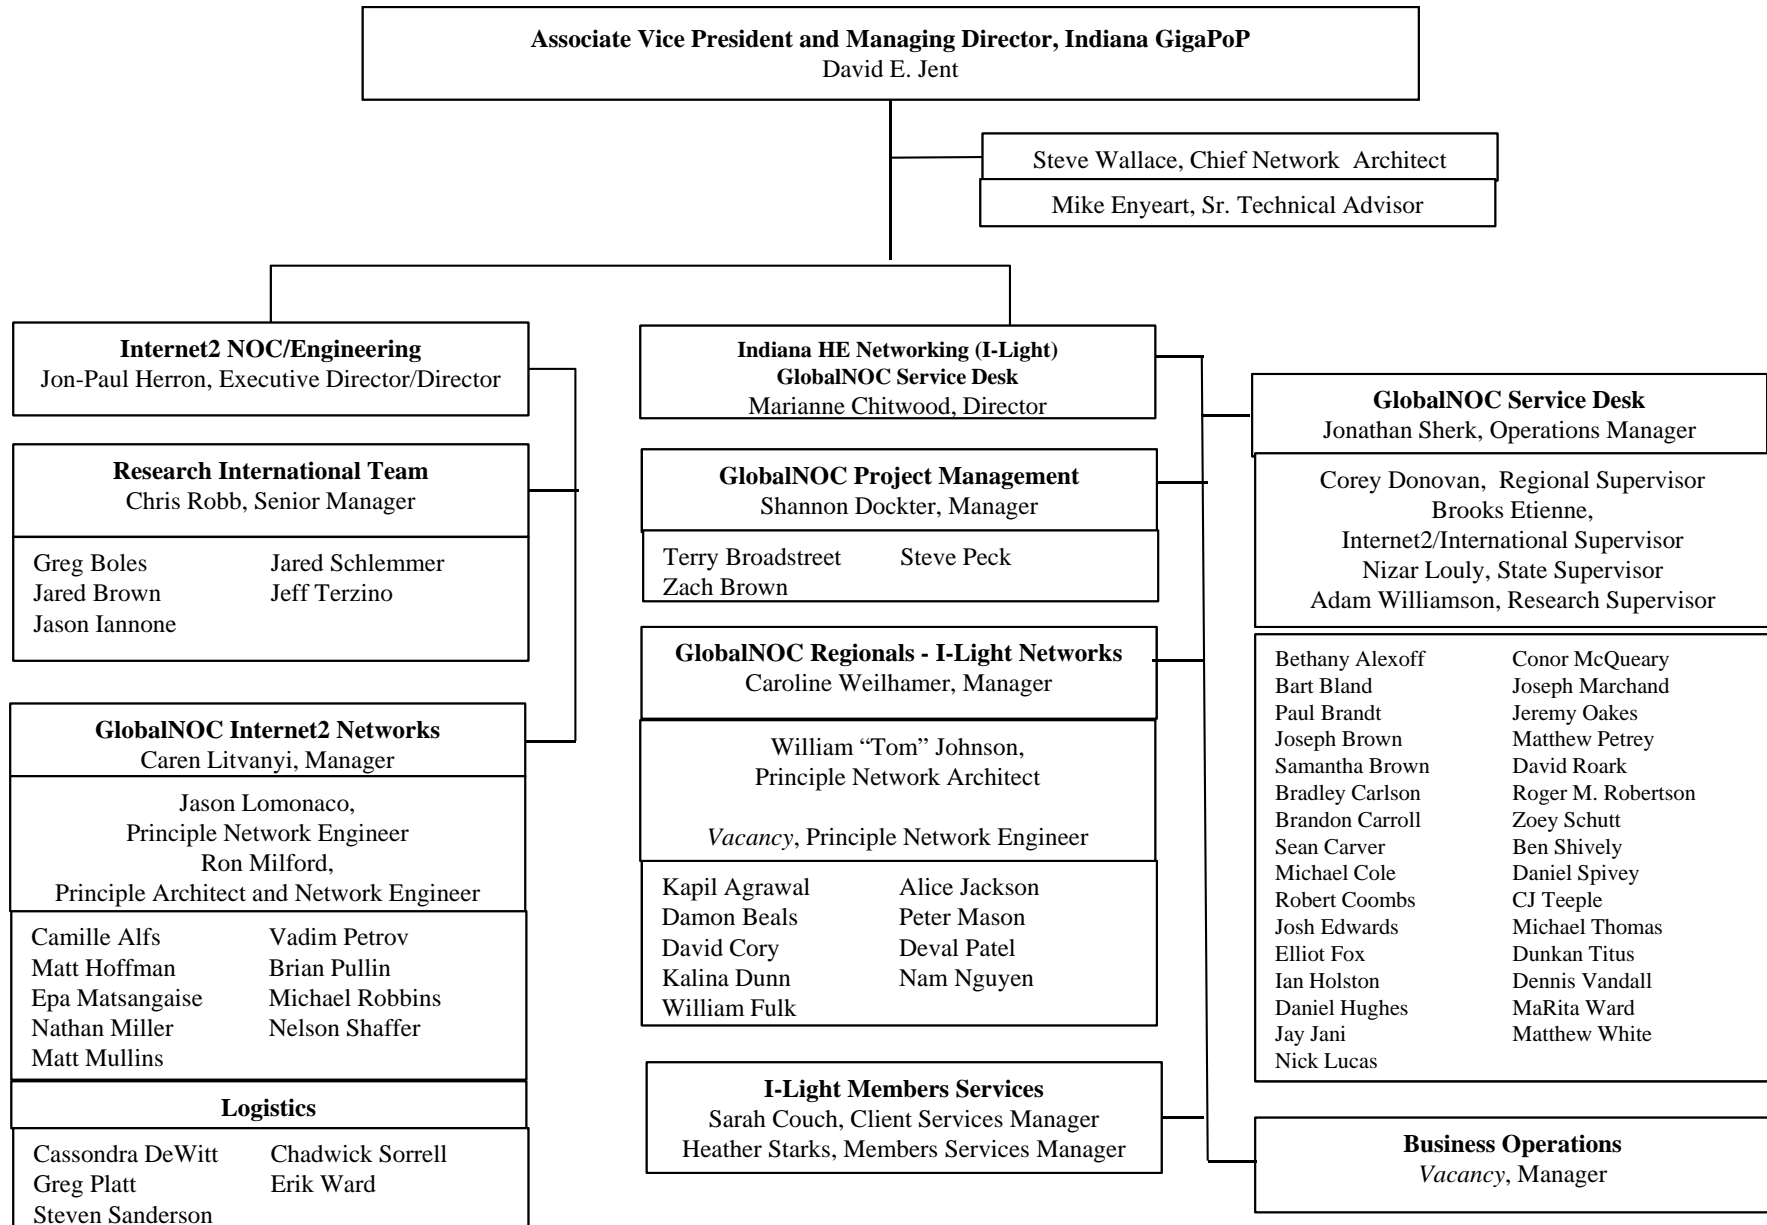 Associate Vice President and Managing Director, Indiana GigaPoP
David E. Jent
Steve Wallace, Chief Network Architect
Mike Enyeart, Sr. Technical Advisor
Internet2 NOC/Engineering
Jon-Paul Herron, Executive Director/Director
Research International Team
Chris Robb, Senior Manager
Greg Boles
Jared Brown
Jason Iannone
Jared Schlemmer
Jeff Terzino
GlobalNOC Internet2 Networks
Caren Litvanyi, Manager
Jason Lomonaco,
Principle Network Engineer
Ron Milford,
Principle Architect and Network Engineer
Camille Alfs
Matt Hoffman
Epa Matsangaise
Nathan Miller
Matt Mullins
Vadim Petrov
Brian Pullin
Michael Robbins
Nelson Shaffer
Logistics
Cassondra DeWitt
Greg Platt
Steven Sanderson
Chadwick Sorrell
Erik Ward
Indiana HE Networking (I-Light)
GlobalNOC Service Desk
Marianne Chitwood, Director
GlobalNOC Project Management
Shannon Dockter, Manager
Terry Broadstreet
Zach Brown
Steve Peck
GlobalNOC Regionals - I-Light Networks
Caroline Weilhamer, Manager
William “Tom” Johnson,
Principle Network Architect
Vacancy, Principle Network Engineer
Kapil Agrawal
Damon Beals
David Cory
Kalina Dunn
William Fulk
Alice Jackson
Peter Mason
Deval Patel
Nam Nguyen
I-Light Members Services
Sarah Couch, Client Services Manager
Heather Starks, Members Services Manager
GlobalNOC Service Desk
Jonathan Sherk, Operations Manager
Corey Donovan, Regional Supervisor
Brooks Etienne,
Internet2/International Supervisor
Nizar Louly, State Supervisor
Adam Williamson, Research Supervisor
Bethany Alexoff
Bart Bland
Paul Brandt
Joseph Brown
Samantha Brown
Bradley Carlson
Brandon Carroll
Sean Carver
Michael Cole
Robert Coombs
Josh Edwards
Elliot Fox
Ian Holston
Daniel Hughes
Jay Jani
Nick Lucas
Conor McQueary
Joseph Marchand
Jeremy Oakes
Matthew Petrey
David Roark
Roger M. Robertson
Zoey Schutt
Ben Shively
Daniel Spivey
CJ Teeple
Michael Thomas
Dunkan Titus
Dennis Vandall
MaRita Ward
Matthew White
Business Operations
Vacancy, Manager